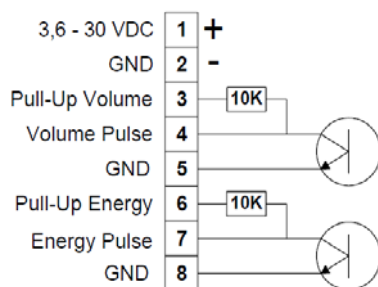 3,6 - 30 VDC 1 +
GND 2 -
Pull-Up Volume 3 10K
Volume Pulse 4
GND 5
Pull-Up Energy 6 10K
Energy Pulse 7
GND 8